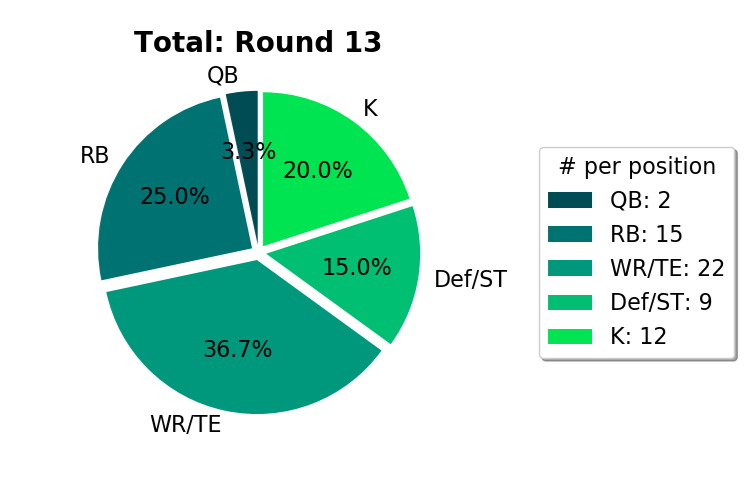 Total: Round 13
QB
K
RB
3.3%
20.0%
25.0%
15.0%
Def/ST
36.7%
WR/TE
# per position
QB: 2
RB: 15
WR/TE: 22
Def/ST: 9
K: 12